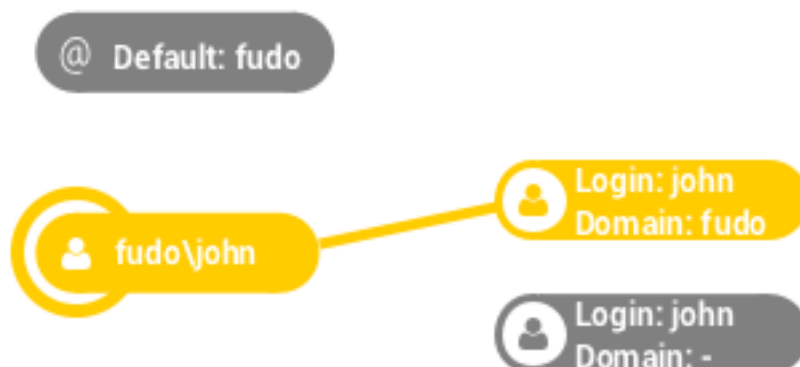 @ Default: fudo
fudo\john
Login: john
Domain: fudo
Login: john
Domain: -